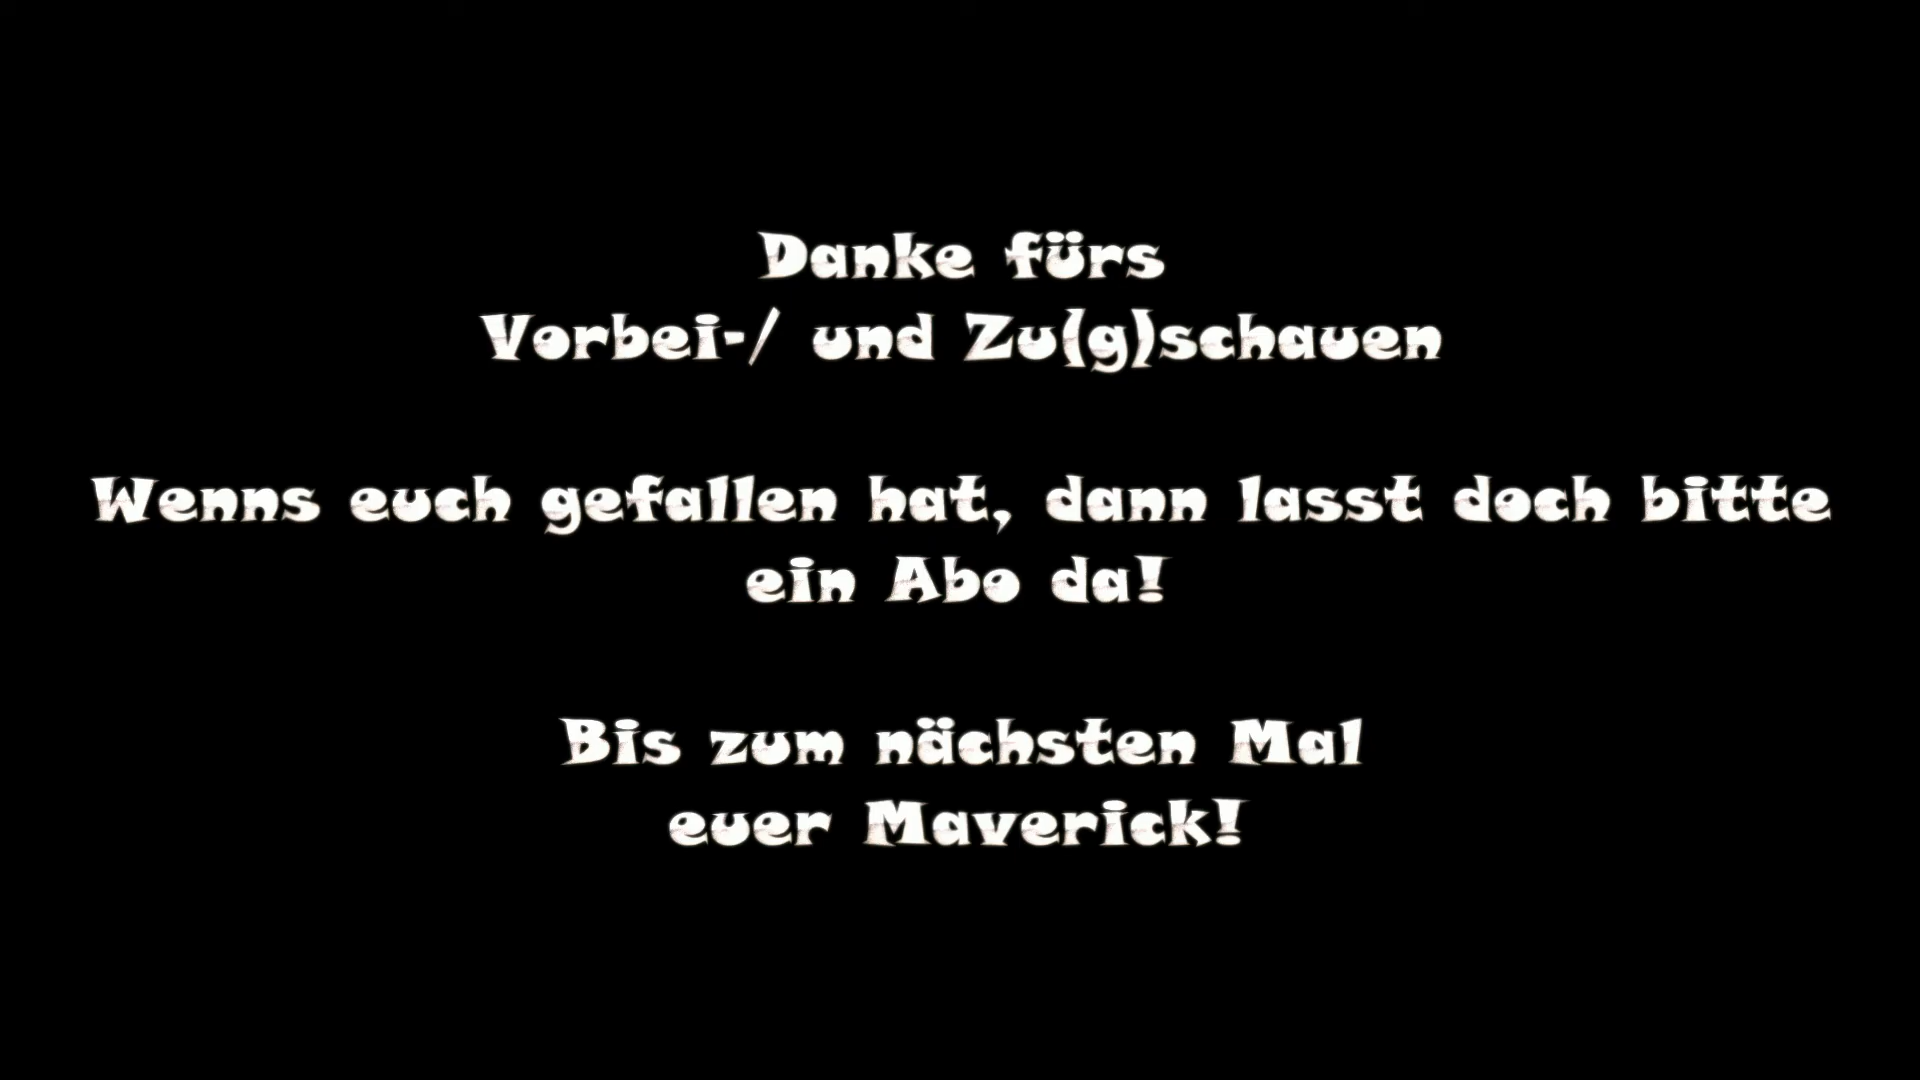 Danke fürs
Vorbei-/ und Zu(g)schauen
Wenns euch gefallen hat, dann lasst doch bitte
ein Abo da!
Bis zum nächsten Mal
euer Maverick!